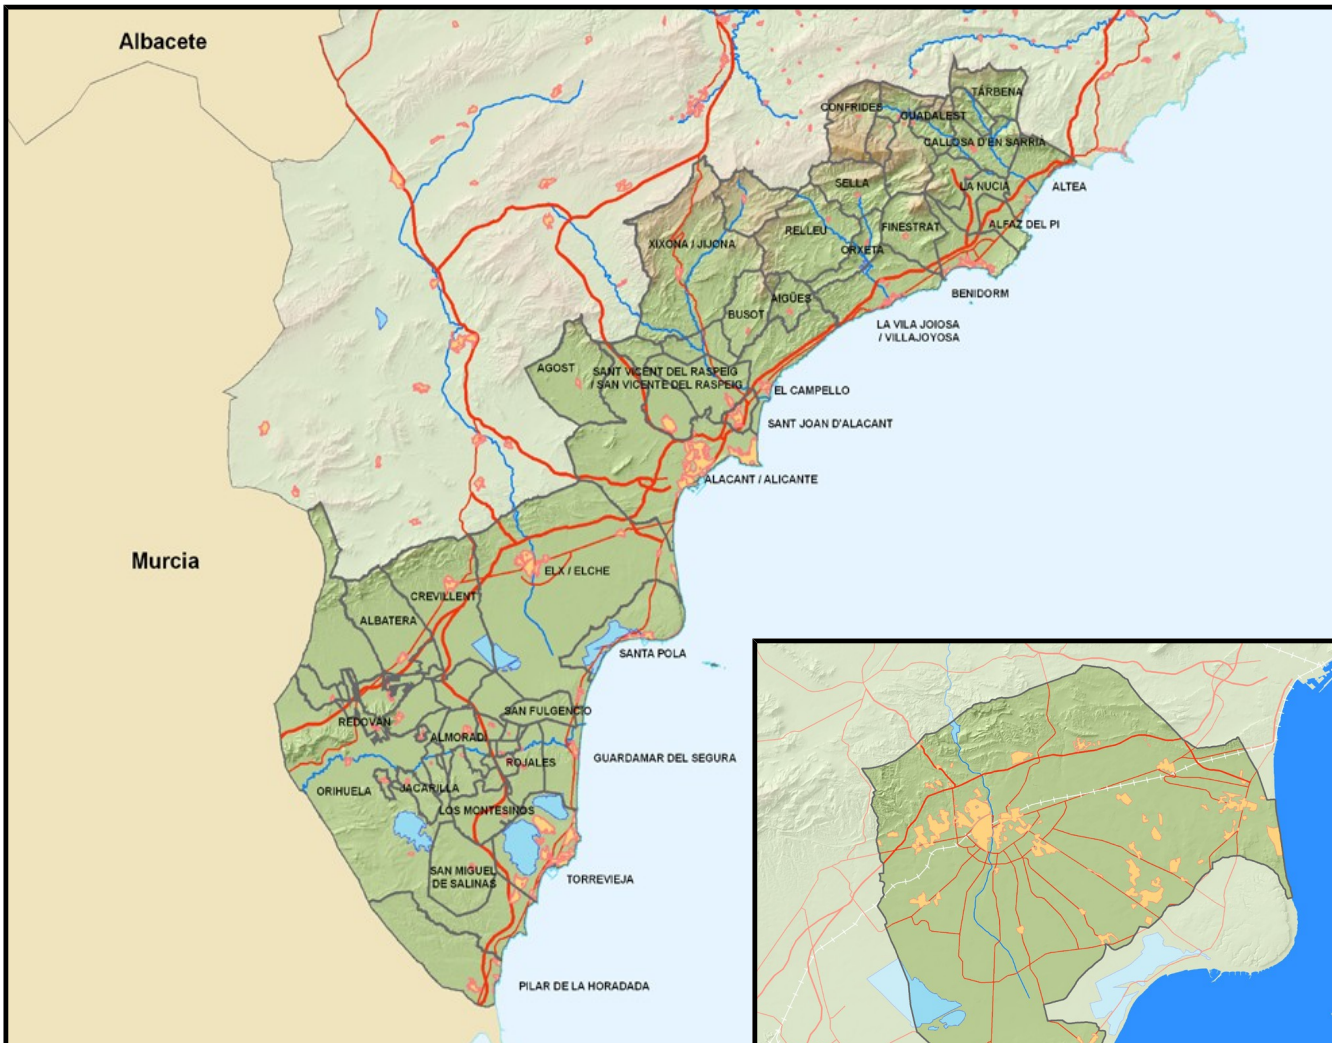 Albacete
TÀRBENA
CONFRIDES
GUADALEST
CALLOSA D'EN SARRIÀ
SELLA
LA NUCIA
ALTEA
ALFAZ DEL PI
FINESTRAT
RELLEU
XIXONA / JIJONA
ORXETA
BENIDORM
AIGÜES
BUSOT
LA VILA JOIOSA
/ VILLAJOYOSA
AGOST
SANT VICENT DEL RASPEIG
/ SAN VICENTE DEL RASPEIG
EL CAMPELLO
SANT JOAN D'ALACANT
ALACANT / ALICANTE
Murcia
ELX / ELCHE
CREVILLENT
ALBATERA
SANTA POLA
SAN FULGENCIO
REDOVÁN
ALMORADÍ
GUARDAMAR DEL SEGURA
ROJALES
ORIHUELA
JACARILLA
LOS MONTESINOS
SAN MIGUEL
DE SALINAS
TORREVIEJA
PILAR DE LA HORADADA